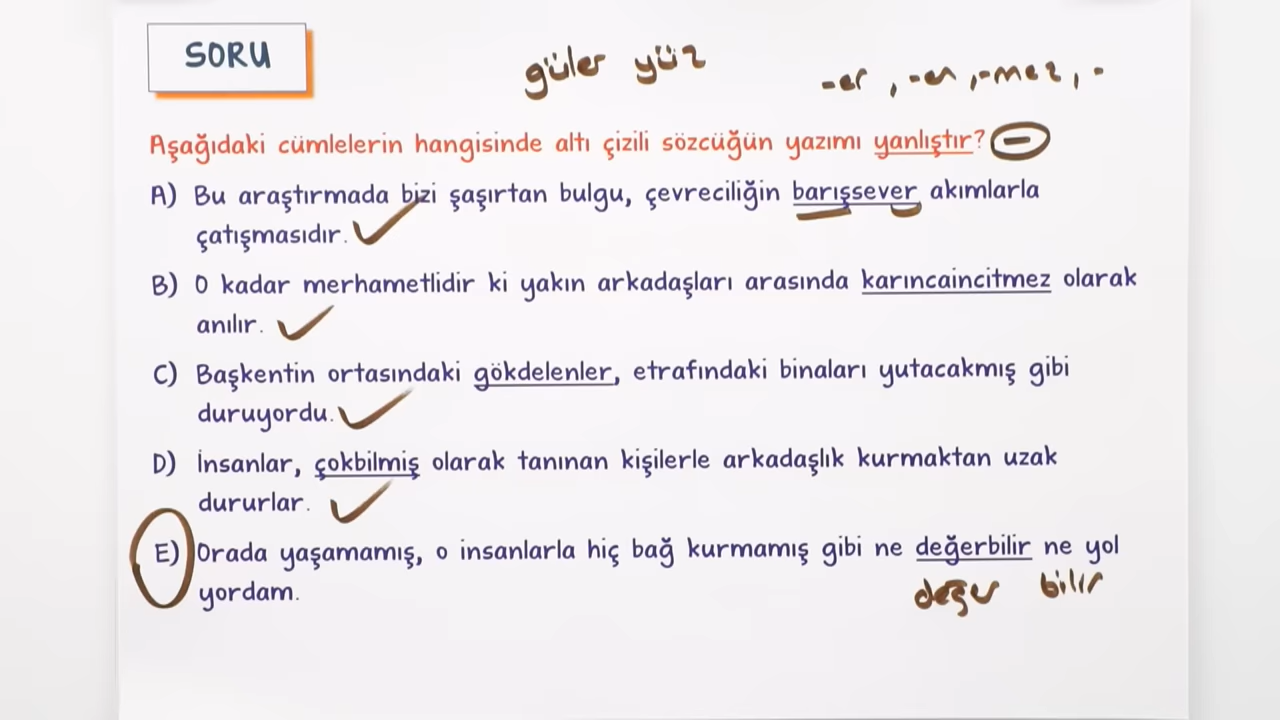 SORU
güler yüz
-er, -en, -mez, -
Aşağıdaki cümlelerin hangisinde altı çizili sözcüğün yazımı yanlıştır? -
A) Bu araştırmada bizi şaşırtan bulgu, çevreciliğin barışsever akımlarla
çatışmasıdır.
B) O kadar merhametlidir ki yakın arkadaşları arasında karıncaincitmez olarak
anılır.
C) Başkentin ortasındaki gökdelenler, etrafındaki binaları yutacakmış gibi
duruyordu.
D) İnsanlar, çokbilmiş olarak tanınan kişilerle arkadaşlık kurmaktan uzak
dururlar.
E) Orada yaşamamış, o insanlarla hiç bağ kurmamış gibi ne değerbilir ne yol
yordam.
değer bilir